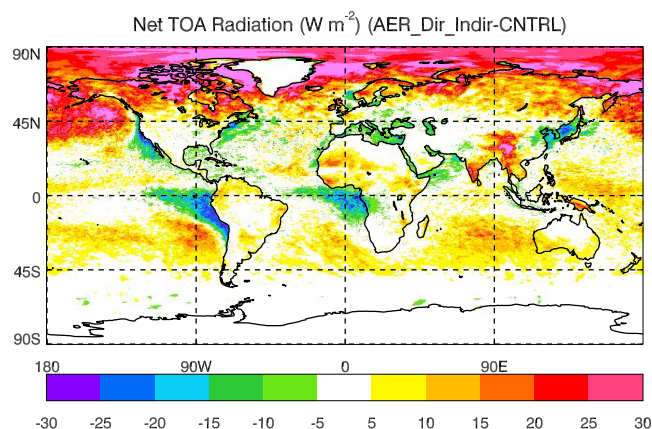 Net TOA Radiation (W m⁻²) (AER_Dir_Indir-CNTRL)
90N
45N
0
45S
90S
180 90W 0 90E
-30 -25 -20 -15 -10 -5 5 10 15 20 25 30